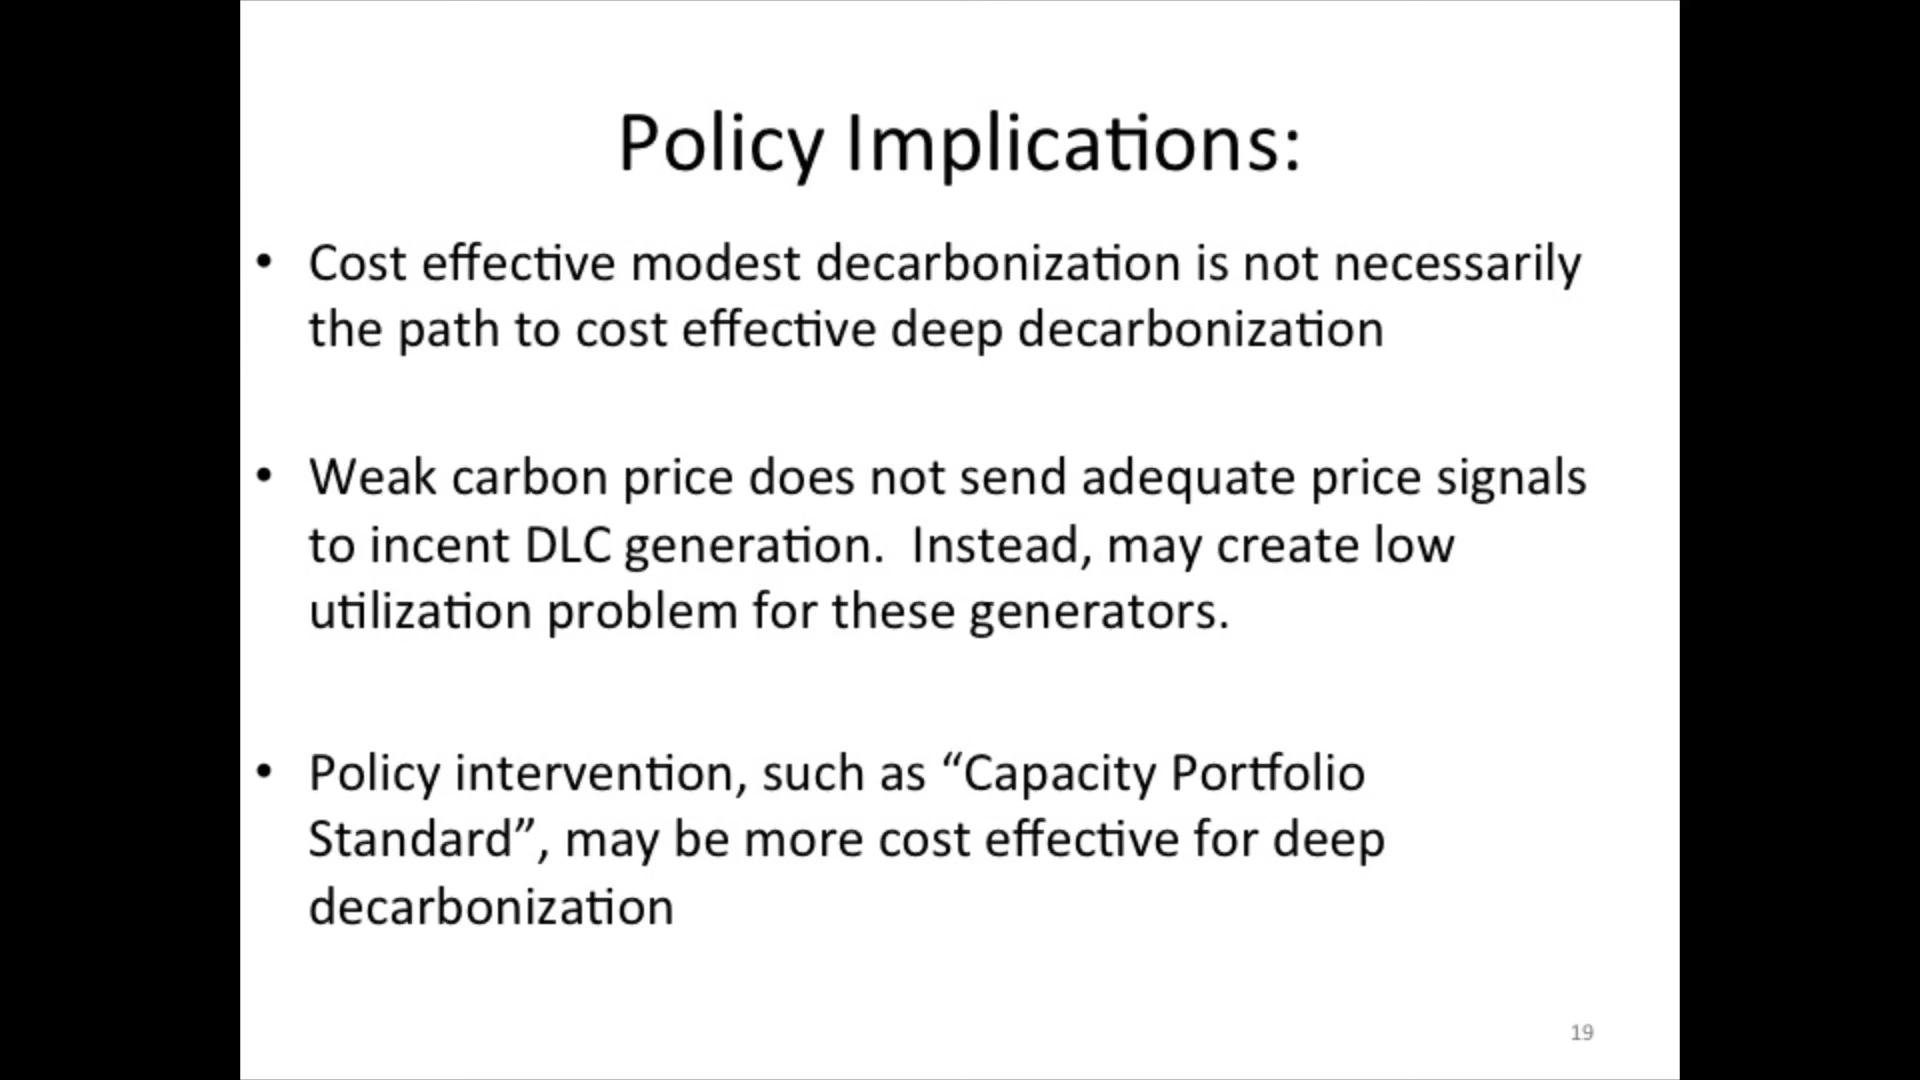 Policy Implications:
• Cost effective modest decarbonization is not necessarily
the path to cost effective deep decarbonization
• Weak carbon price does not send adequate price signals
to incent DLC generation.  Instead, may create low
utilization problem for these generators.
• Policy intervention, such as “Capacity Portfolio
Standard”, may be more cost effective for deep
decarbonization
19